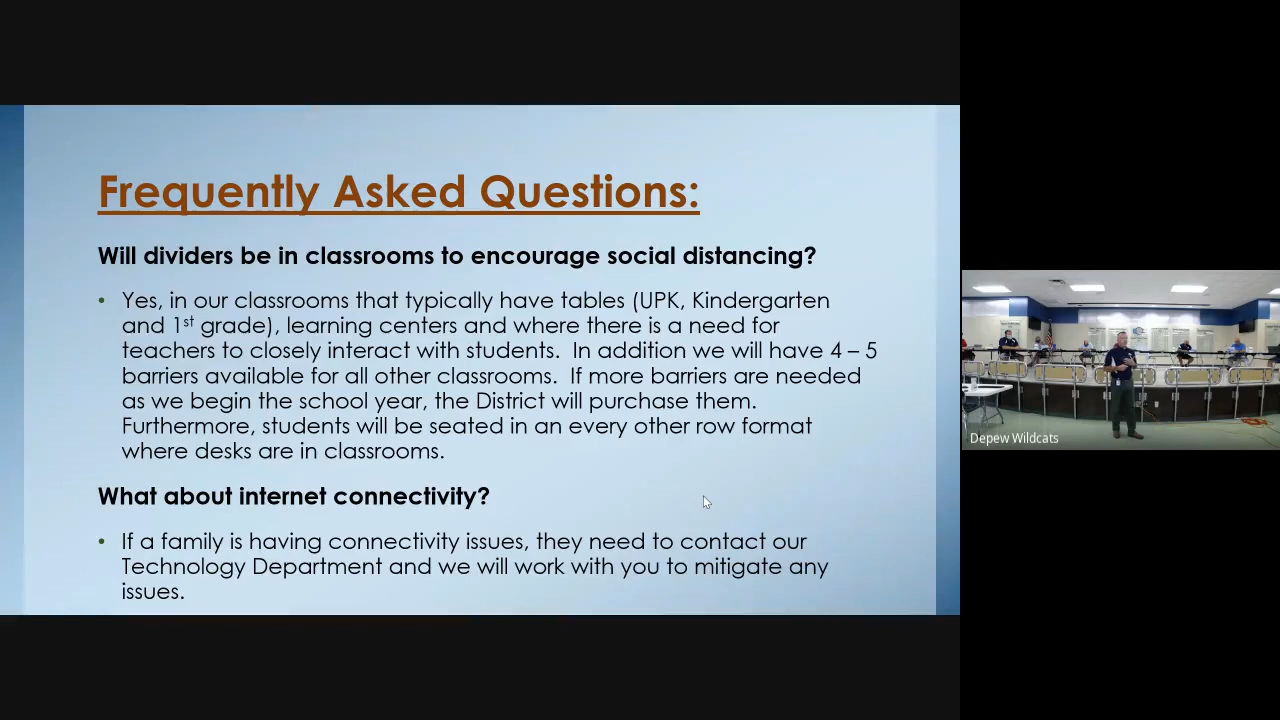 Frequently Asked Questions:
Will dividers be in classrooms to encourage social distancing?
• Yes, in our classrooms that typically have tables (UPK, Kindergarten
and 1st grade), learning centers and where there is a need for
teachers to closely interact with students.  In addition we will have 4 – 5
barriers available for all other classrooms.  If more barriers are needed
as we begin the school year, the District will purchase them.
Furthermore, students will be seated in an every other row format
where desks are in classrooms.
What about internet connectivity?
• If a family is having connectivity issues, they need to contact our
Technology Department and we will work with you to mitigate any
issues.
Depew Wildcats